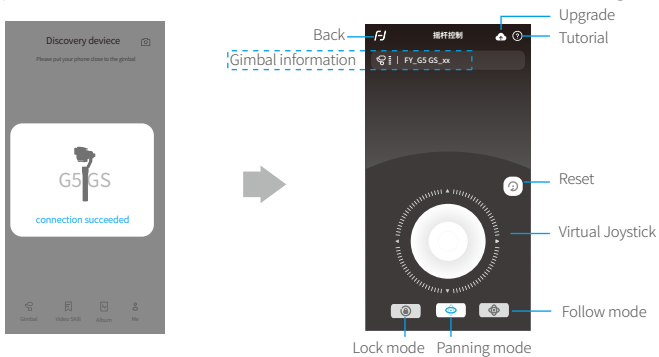 Discovery deviece
Please put your phone close to the gimbal
G5 GS
connection succeeded
Gimbal
Video Skill
Album
Me
Back
摇杆控制
Upgrade
Tutorial
Gimbal information
FY_G5 GS_xx
Reset
Virtual Joystick
Follow mode
Lock mode
Panning mode